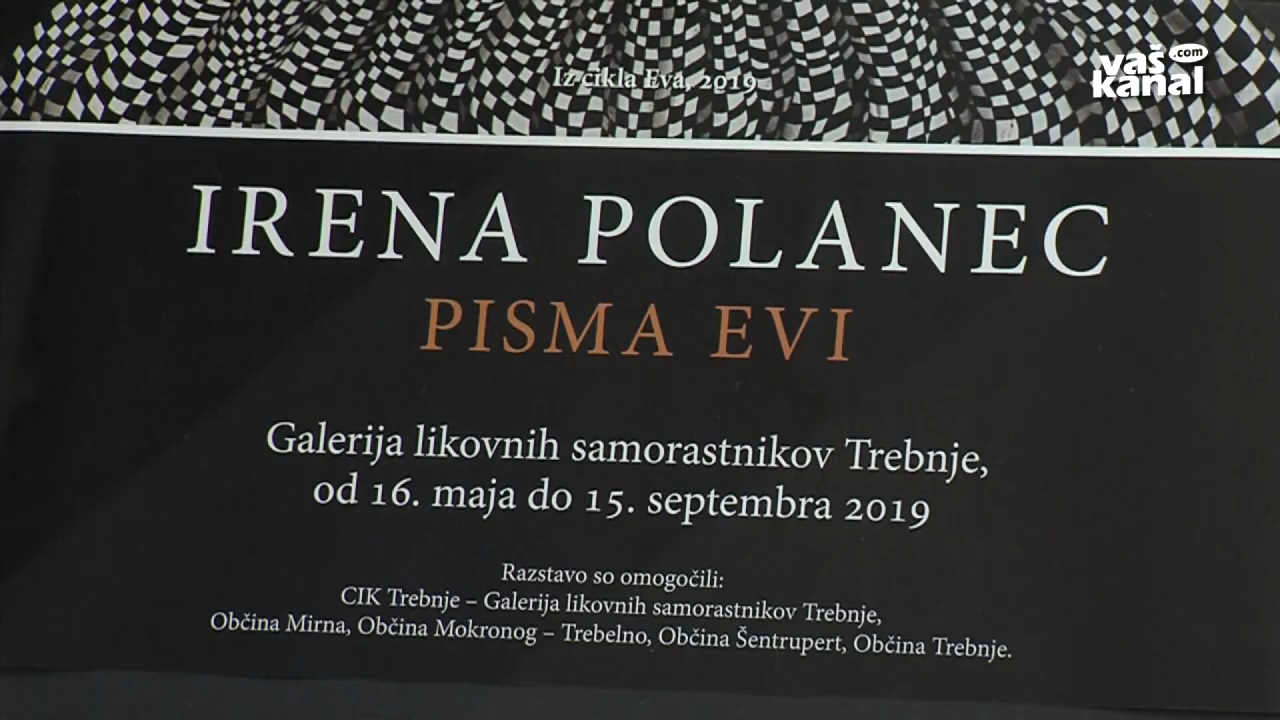 Iz cikla Eva, 2019
vaš
.com
kanal
IRENA POLANEC
PISMA EVI
Galerija likovnih samorastnikov Trebnje,
od 16. maja do 15. septembra 2019
Razstavo so omogočili:
CIK Trebnje – Galerija likovnih samorastnikov Trebnje,
Občina Mirna, Občina Mokronog – Trebelno, Občina Šentrupert, Občina Trebnje.